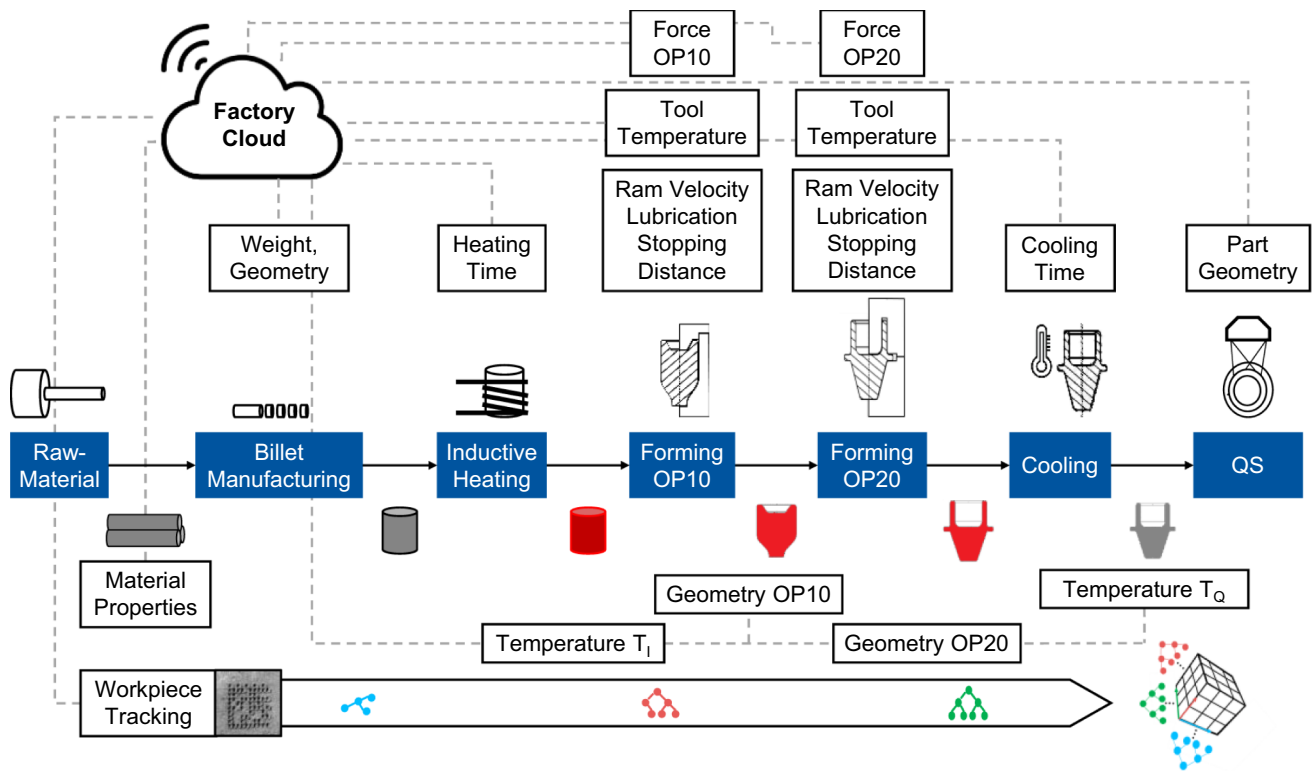 Force
OP10
Force
OP20
Factory
Cloud
Tool
Temperature
Tool
Temperature
Ram Velocity
Lubrication
Stopping
Distance
Ram Velocity
Lubrication
Stopping
Distance
Weight,
Geometry
Heating
Time
Cooling
Time
Part
Geometry
Raw-
Material
Billet
Manufacturing
Inductive
Heating
Forming
OP10
Forming
OP20
Cooling
QS
Material
Properties
Geometry OP10
Temperature T_Q
Temperature T_I
Geometry OP20
Workpiece
Tracking